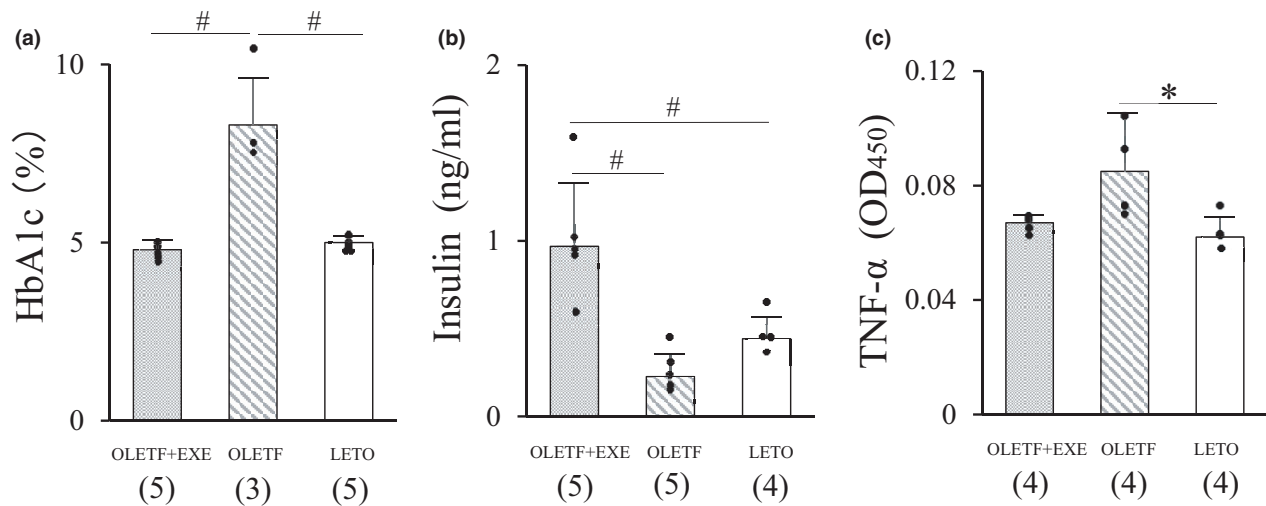 (a)
# #
HbA1c (%)
10
5
0
OLETF+EXE OLETF LETO
(5) (3) (5)
(b)
#
#
Insulin (ng/ml)
2
1
0
OLETF+EXE OLETF LETO
(5) (5) (4)
(c)
*
TNF-α (OD450)
0.12
0.08
0.04
0
OLETF+EXE OLETF LETO
(4) (4) (4)